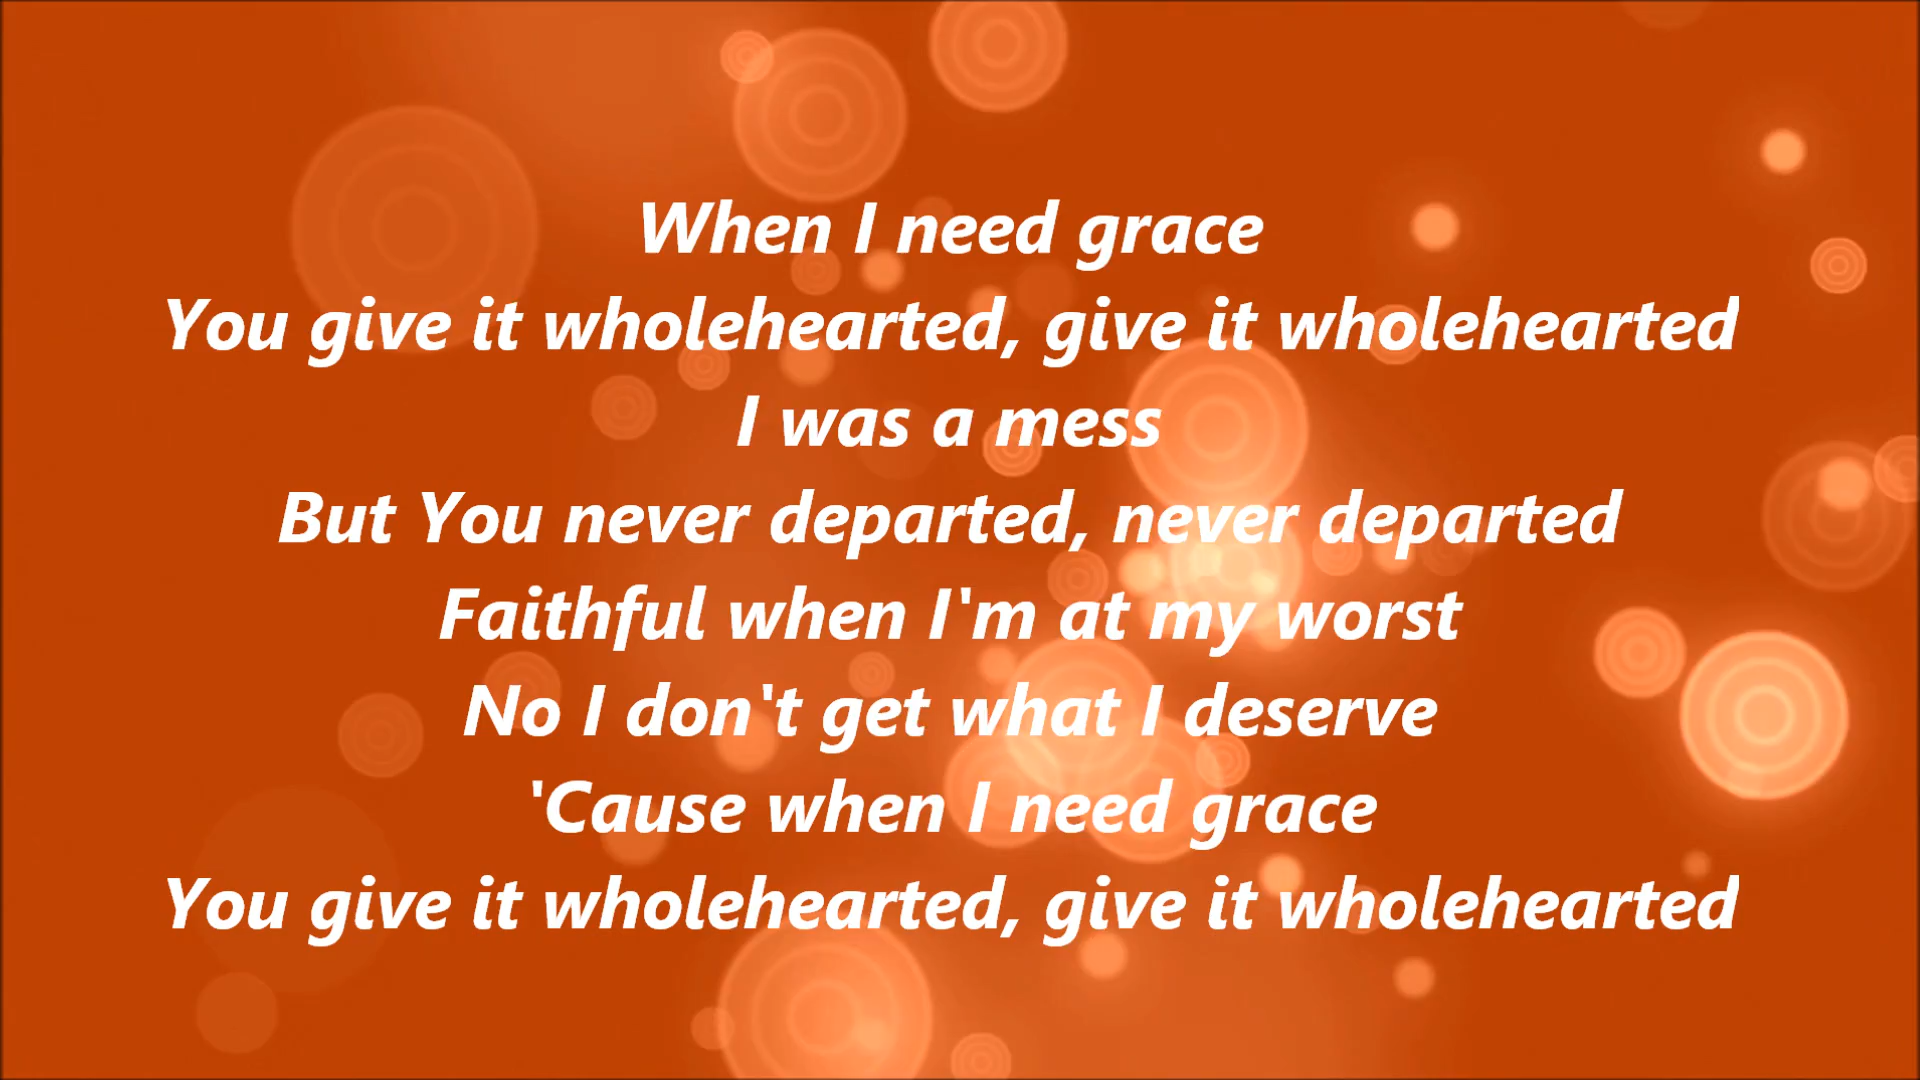 When I need grace
You give it wholehearted, give it wholehearted
I was a mess
But You never departed, never departed
Faithful when I'm at my worst
No I don't get what I deserve
'Cause when I need grace
You give it wholehearted, give it wholehearted